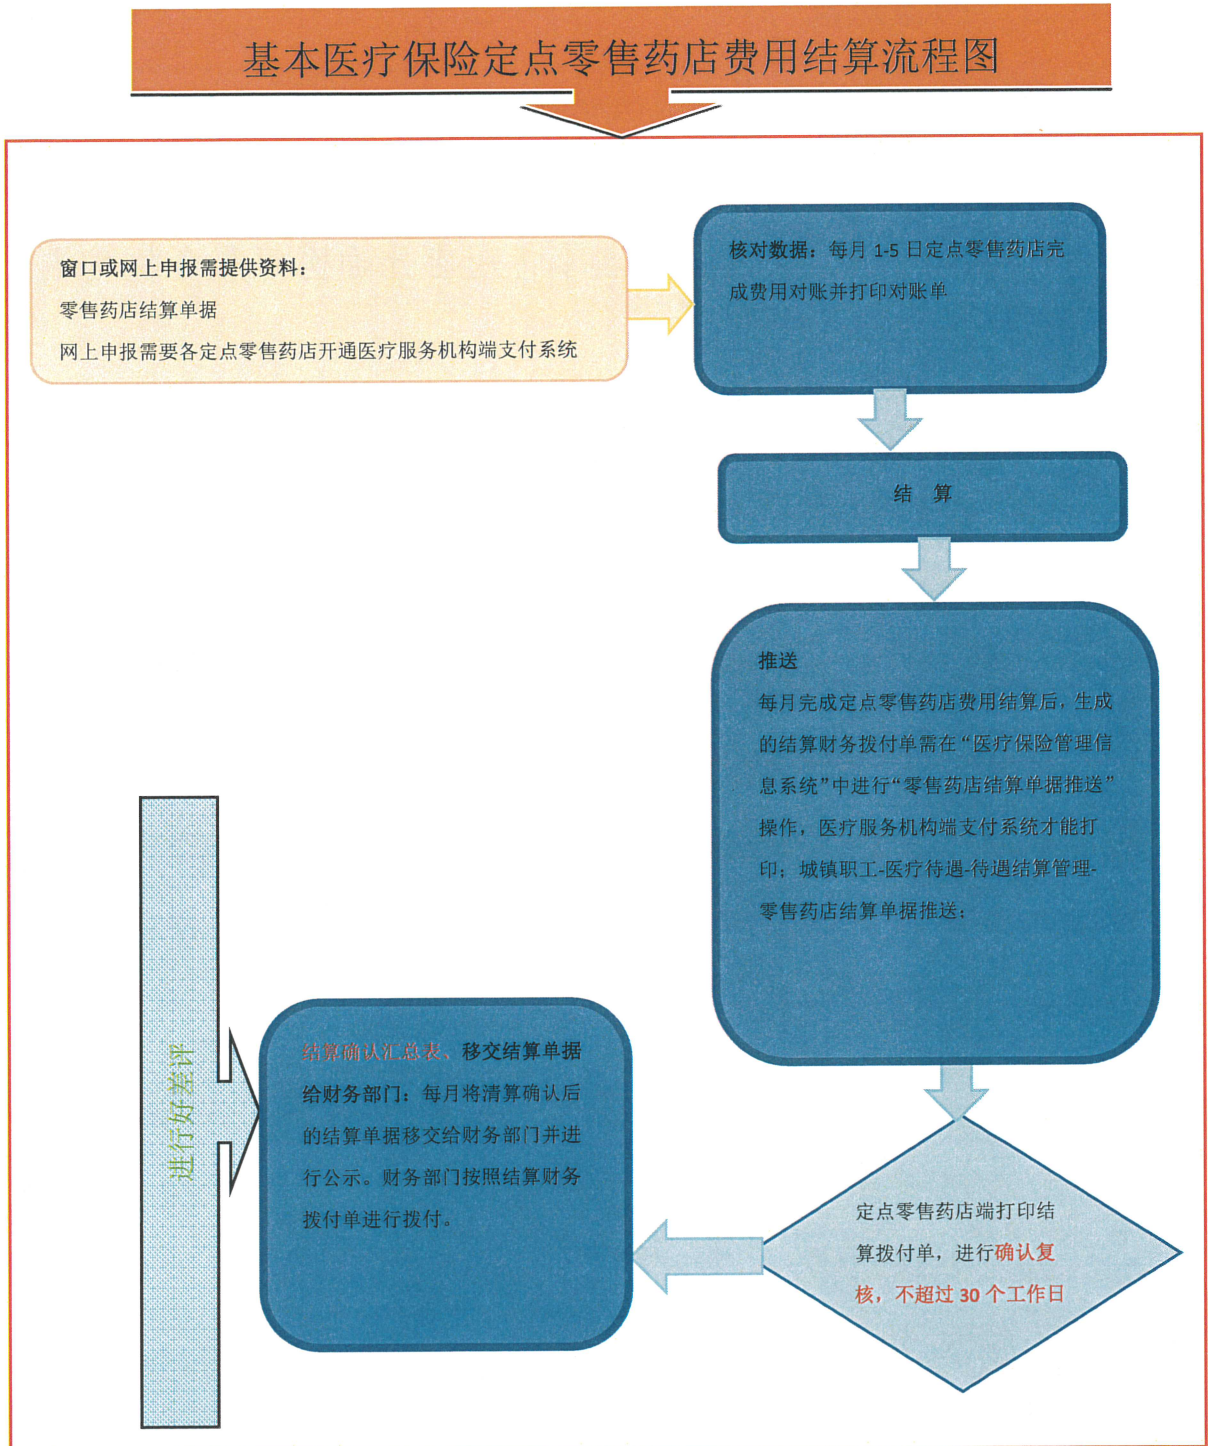 基本医疗保险定点零售药店费用结算流程图
窗口或网上申报需提供资料：
零售药店结算单据
网上申报需要各定点零售药店开通医疗服务机构端支付系统
核对数据：每月 1-5 日定点零售药店完
成费用对账并打印对账单
结 算
推送
每月完成定点零售药店费用结算后，生成
的结算财务拨付单需在“医疗保险管理信
息系统”中进行“零售药店结算单据推送”
操作，医疗服务机构端支付系统才能打
印；城镇职工-医疗待遇-待遇结算管理-
零售药店结算单据推送；
定点零售药店端打印结
算拨付单，进行确认复
核，不超过 30 个工作日
结算确认汇总表、移交结算单据
给财务部门：每月将清算确认后
的结算单据移交给财务部门并进
行公示。财务部门按照结算财务
拨付单进行拨付。
进行好差评